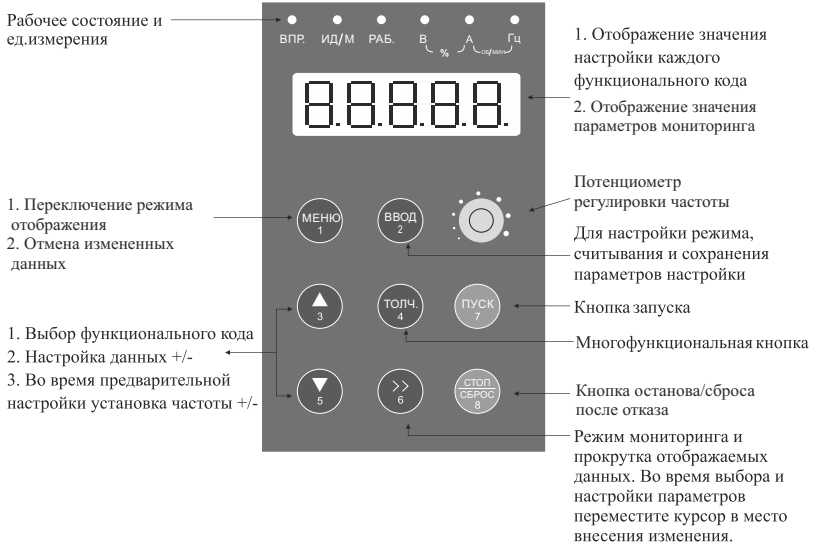 Рабочее состояние и
ед.измерения
ВПР. ИД/М РАБ. В А Гц
% об/мин
8.8.8.8.8.
1. Отображение значения
настройки каждого
функционального кода
2. Отображение значения
параметров мониторинга
1. Переключение режима
отображения
2. Отмена измененных
данных
МЕНЮ
1
ВВОД
2
Потенциометр
регулировки частоты
Для настройки режима,
считывания и сохранения
параметров настройки
1. Выбор функционального кода
2. Настройка данных +/-
3. Во время предварительной
настройки установка частоты +/-
3
ТОЛЧ.
4
ПУСК
7
Кнопка запуска
Многофункциональная кнопка
5
>>
6
СТОП
СБРОС
8
Кнопка останова/сброса
после отказа
Режим мониторинга и
прокрутка отображаемых
данных. Во время выбора и
настройки параметров
переместите курсор в место
внесения изменения.